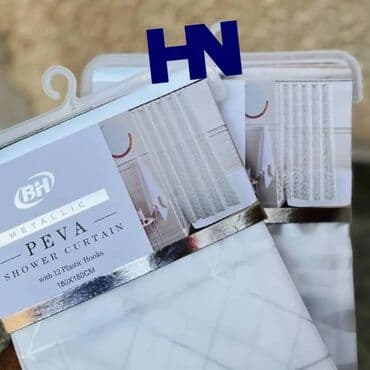 HN
BH
METALLIC
PEVA
SHOWER CURTAIN
with 12 Plastic Hooks
180X180CM